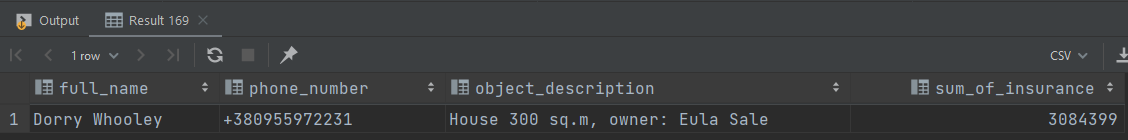 Output Result 169
1 row CSV
full_name phone_number object_description sum_of_insurance
1 Dorry Whooley +380955972231 House 300 sq.m, owner: Eula Sale 3084399